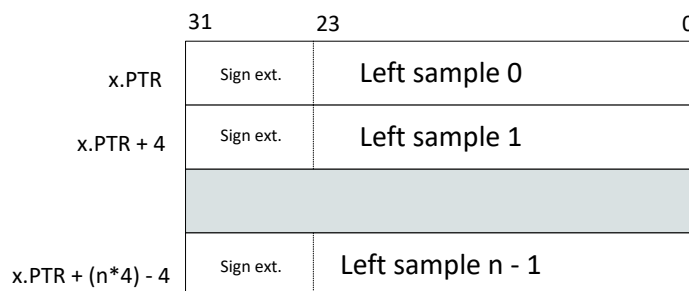 31 23 0
x.PTR Sign ext. Left sample 0
x.PTR + 4 Sign ext. Left sample 1
x.PTR + (n*4) - 4 Sign ext. Left sample n - 1